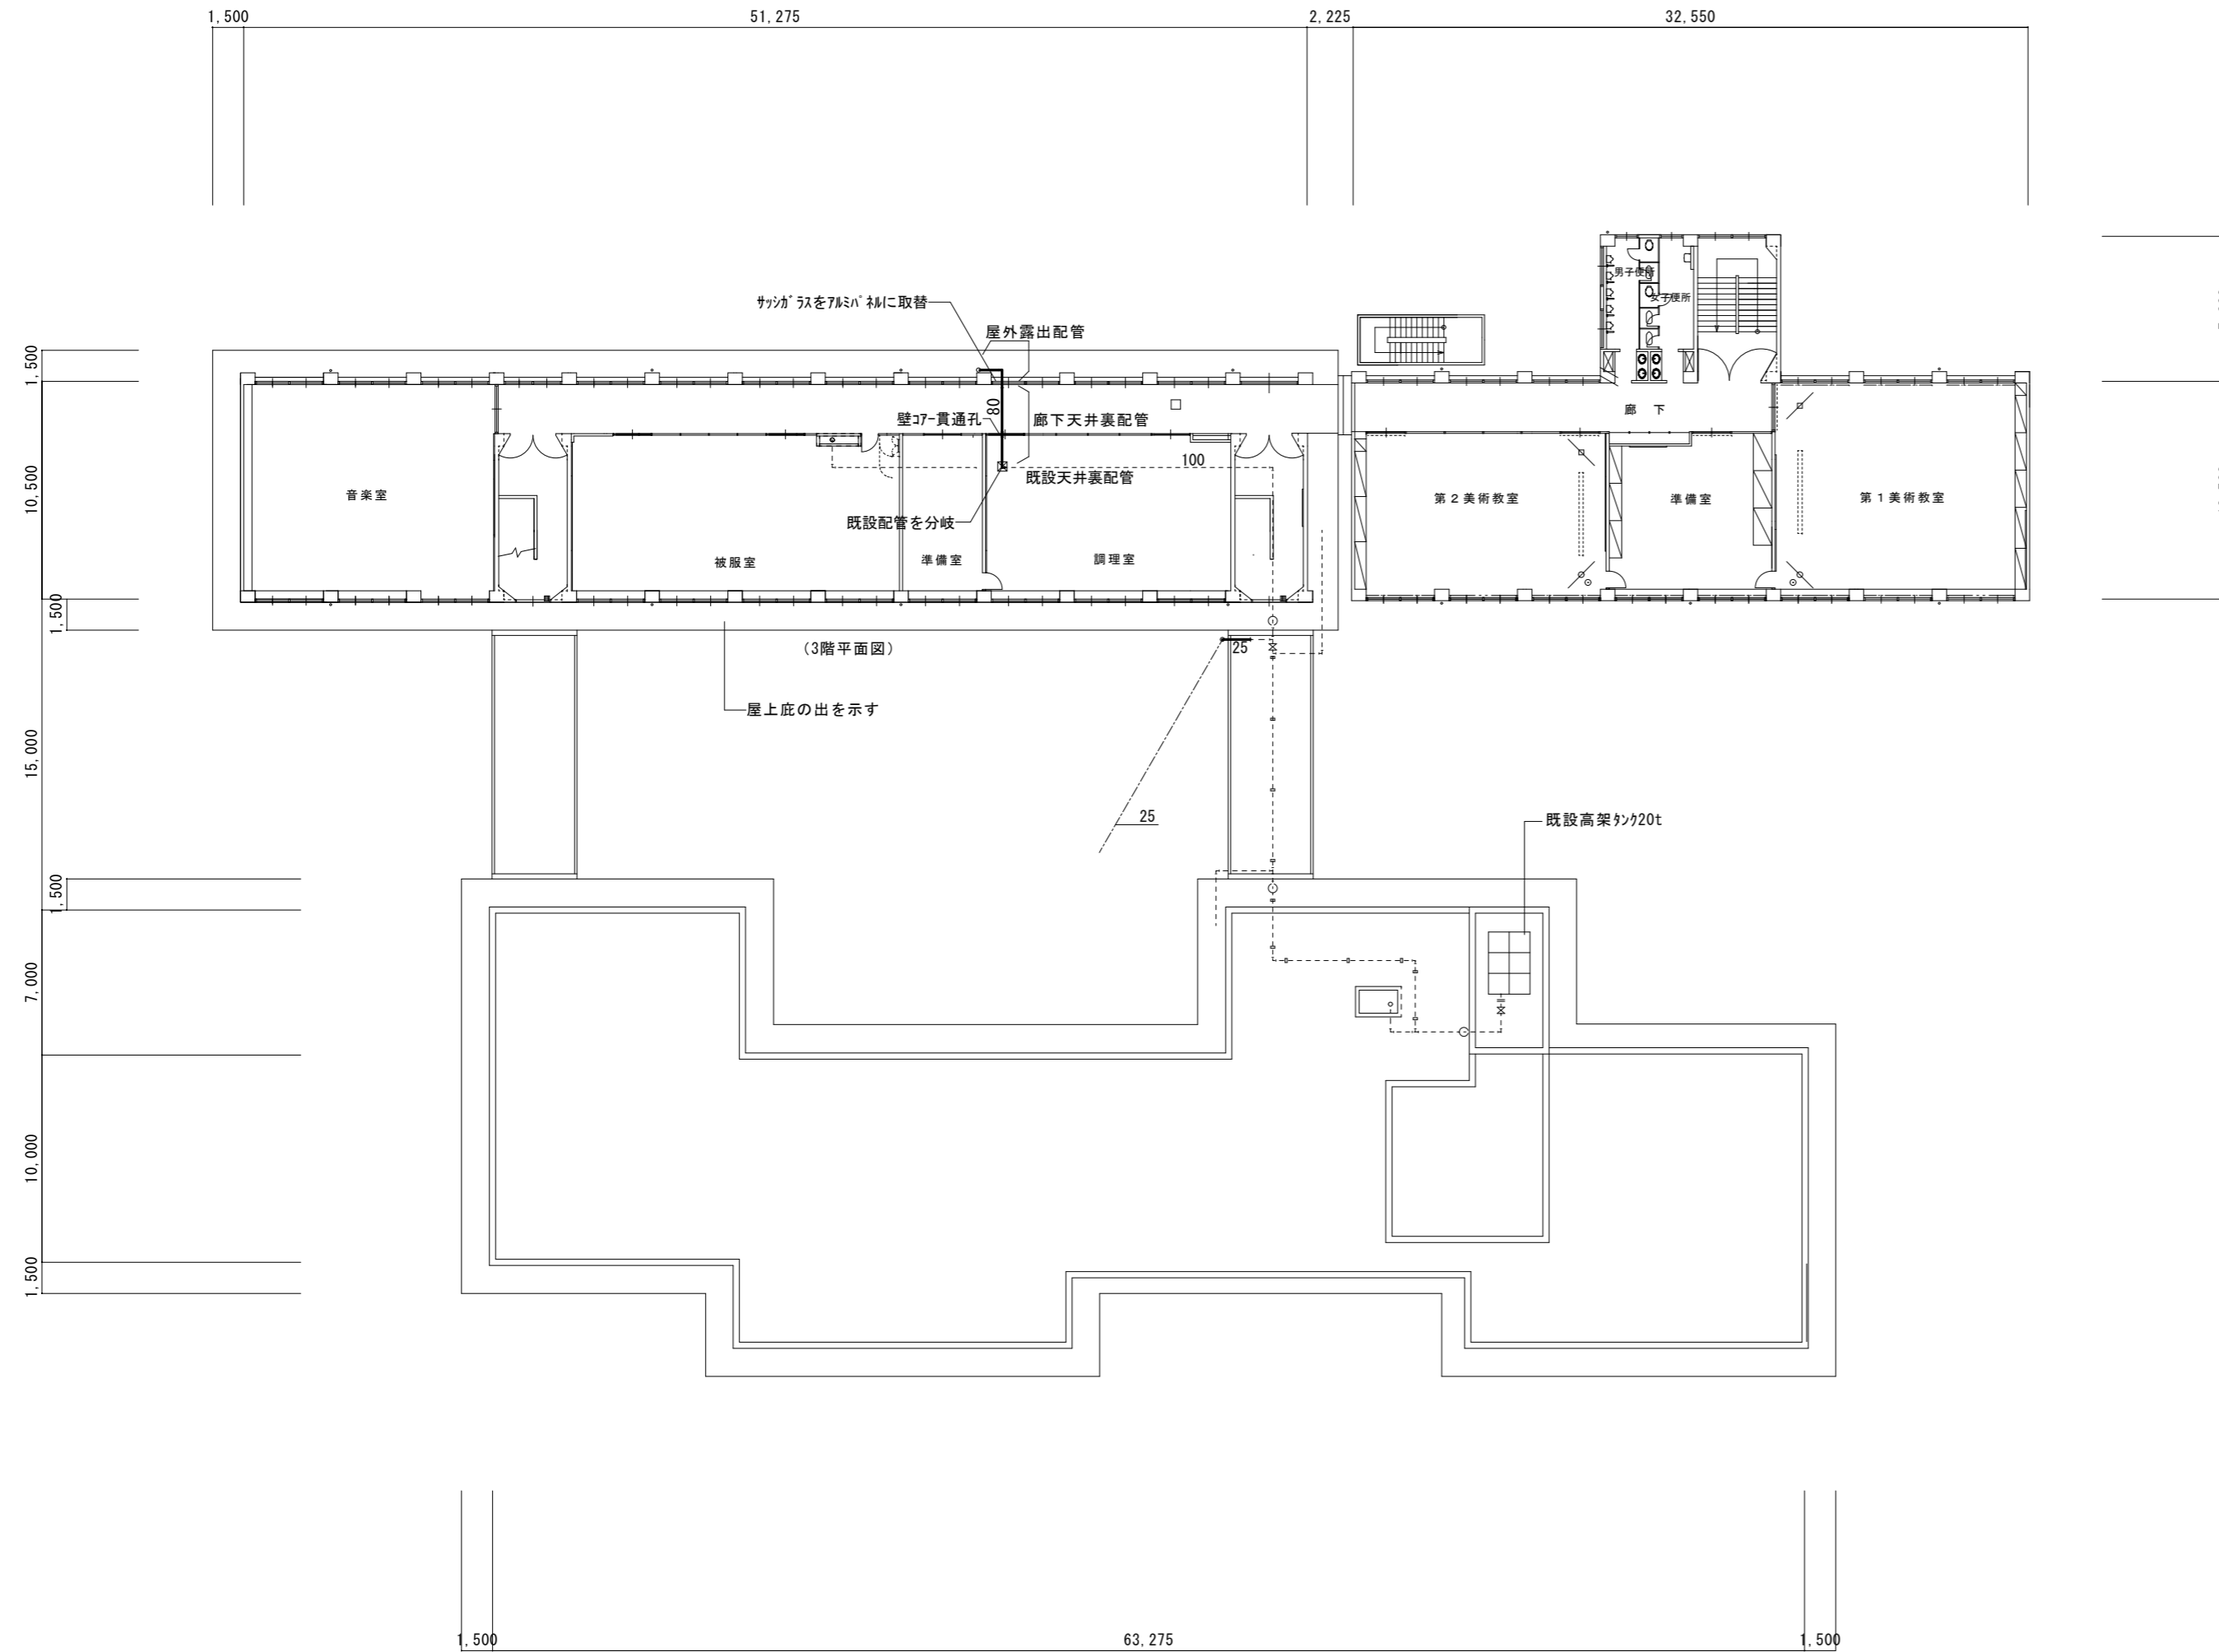 1,500
51,275
2,225
32,550
男子便所
女子便所
サッシガラスをアルミパネルに取替
屋外露出配管
1,500
80
壁コアー貫通孔
廊下天井裏配管
廊　下
100
既設天井裏配管
10,500
音楽室
第２美術教室
準備室
第１美術教室
既設配管を分岐
被服室
準備室
調理室
1,500
（3階平面図）
25
屋上庇の出を示す
15,000
25
既設高架タンク20t
1,500
7,000
10,000
1,500
1,500
63,275
1,500